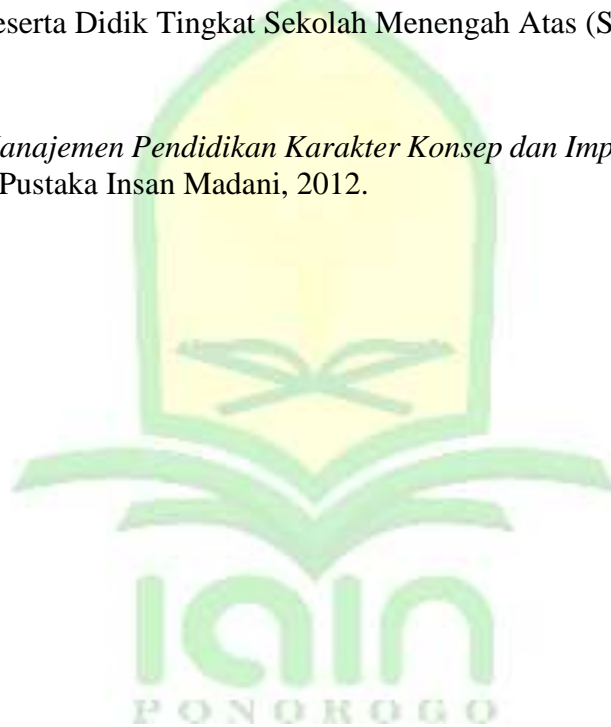 eserta Didik Tingkat Sekolah Menengah Atas (S
anajemen Pendidikan Karakter Konsep dan Imp
Pustaka Insan Madani, 2012.
iain
PONOROGO